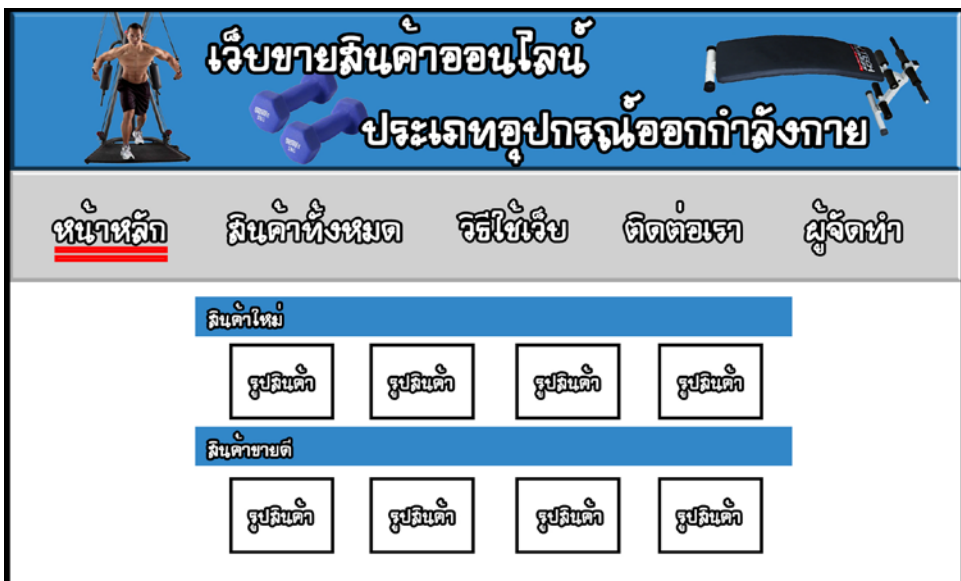 เว็บขายสินค้าออนไลน์
ประเภทอุปกรณ์ออกกำลังกาย
หน้าหลัก สินค้าทั้งหมด วิธีใช้เว็บ ติดต่อเรา ผู้จัดทำ
สินค้าใหม่
รูปสินค้า รูปสินค้า รูปสินค้า รูปสินค้า
สินค้าขายดี
รูปสินค้า รูปสินค้า รูปสินค้า รูปสินค้า